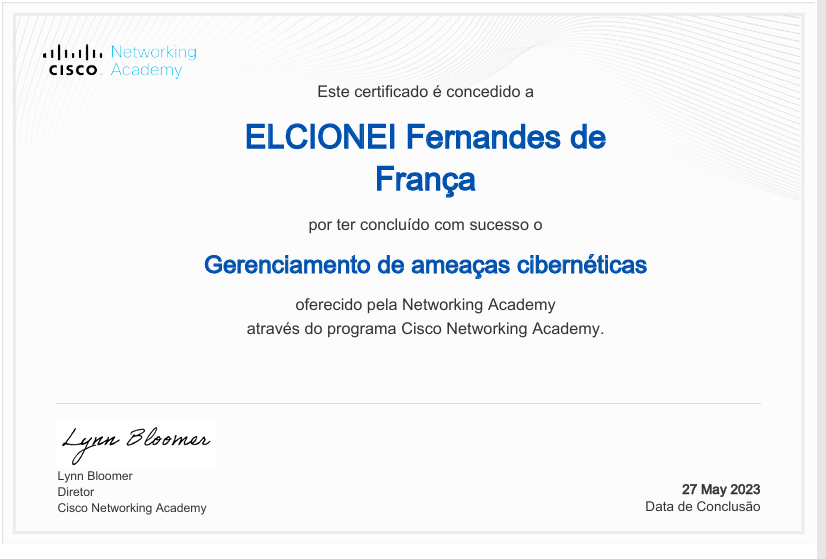 Networking
CISCO. Academy
Este certificado é concedido a
ELCIONEI Fernandes de
França
por ter concluído com sucesso o
Gerenciamento de ameaças cibernéticas
oferecido pela Networking Academy
através do programa Cisco Networking Academy.
Lynn Bloomer
Lynn Bloomer
Diretor
Cisco Networking Academy
27 May 2023
Data de Conclusão